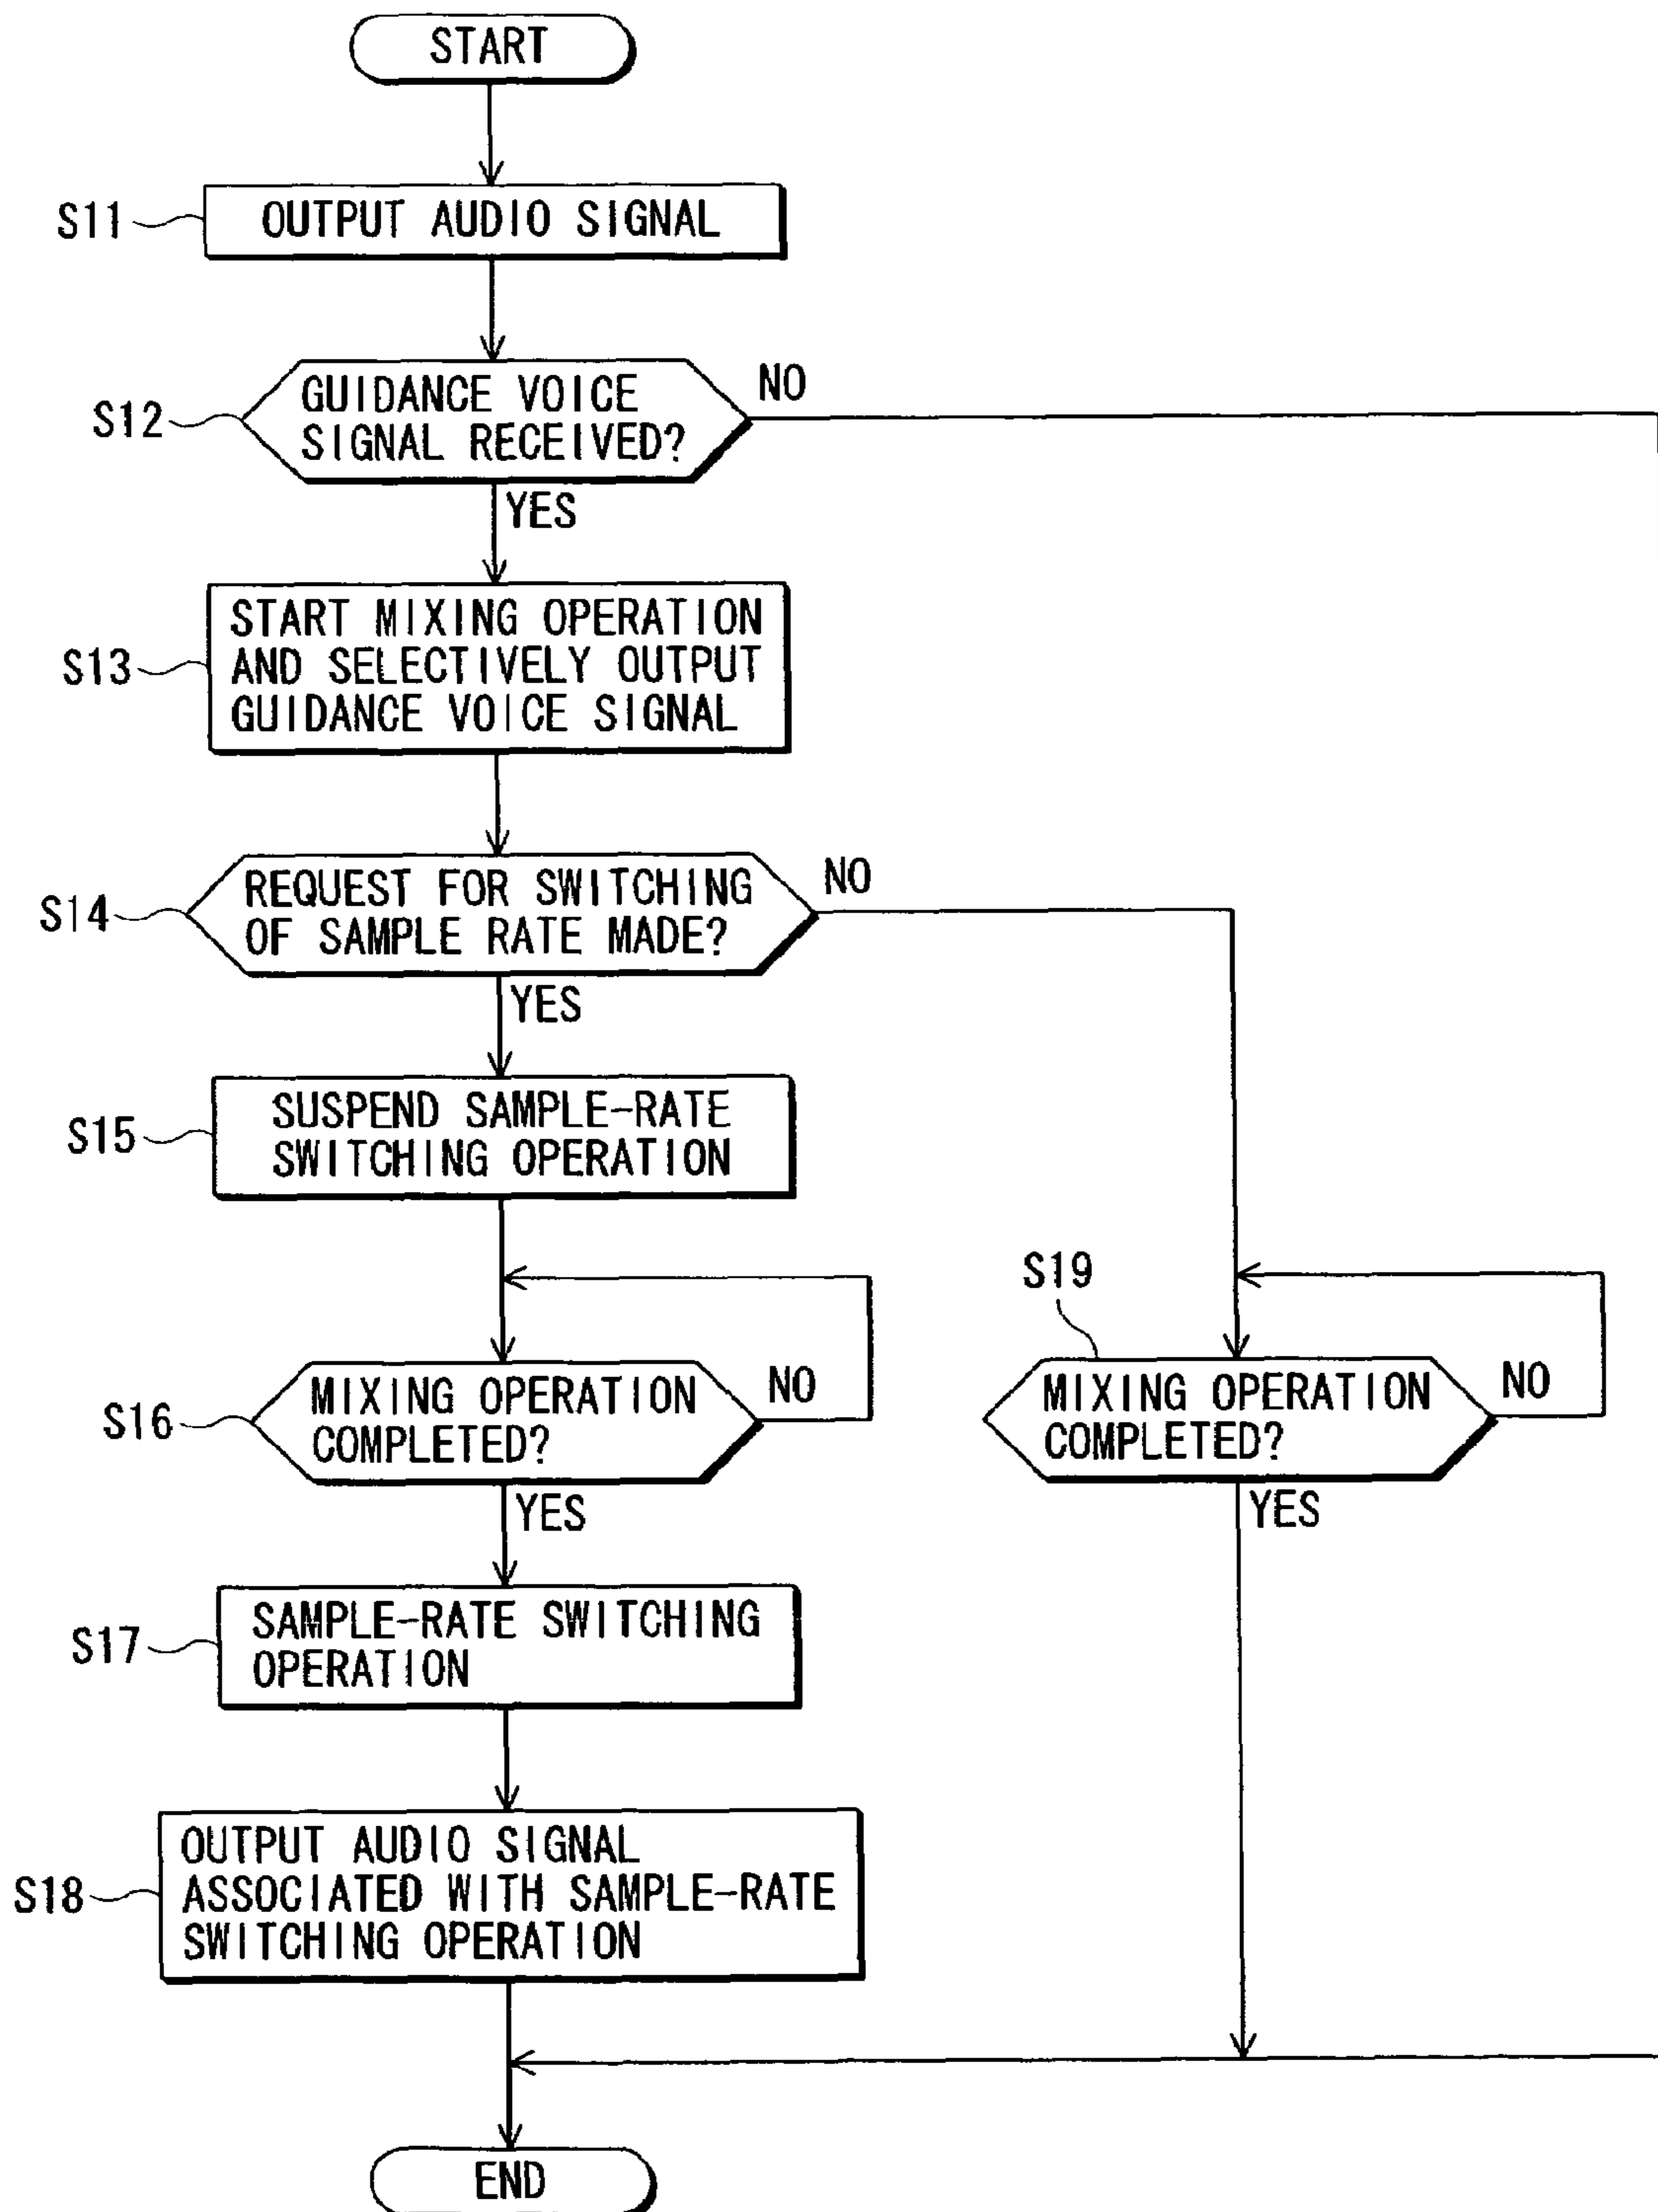 START
S11
OUTPUT AUDIO SIGNAL
S12
GUIDANCE VOICE
SIGNAL RECEIVED?
NO
YES
S13
START MIXING OPERATION
AND SELECTIVELY OUTPUT
GUIDANCE VOICE SIGNAL
S14
REQUEST FOR SWITCHING
OF SAMPLE RATE MADE?
NO
YES
S15
SUSPEND SAMPLE-RATE
SWITCHING OPERATION
S16
MIXING OPERATION
COMPLETED?
NO
YES
S19
MIXING OPERATION
COMPLETED?
NO
YES
S17
SAMPLE-RATE SWITCHING
OPERATION
S18
OUTPUT AUDIO SIGNAL
ASSOCIATED WITH SAMPLE-RATE
SWITCHING OPERATION
END